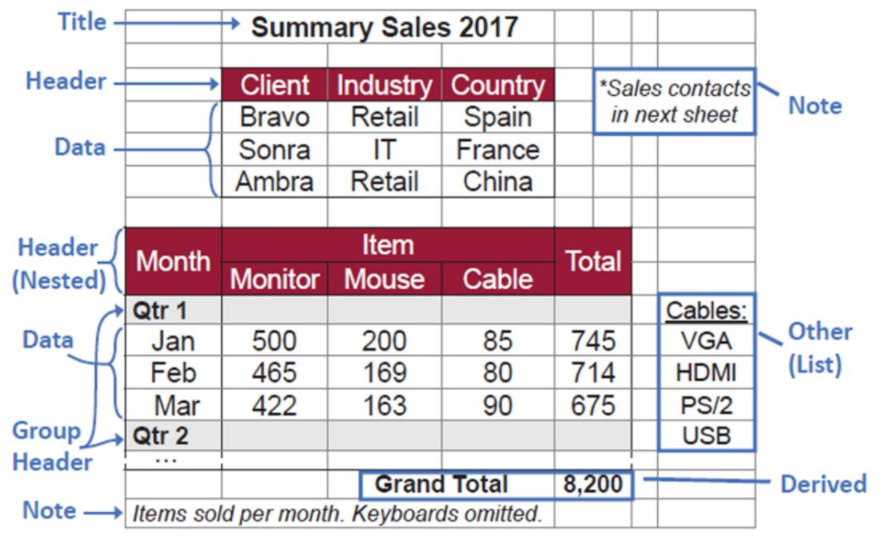 Title
Summary Sales 2017
Header
Client Industry Country
*Sales contacts
in next sheet
Note
Data
Bravo Retail Spain
Sonra IT France
Ambra Retail China
Header
(Nested)
Month Item Total
Monitor Mouse Cable
Qtr 1
Data
Jan 500 200 85 745
Feb 465 169 80 714
Mar 422 163 90 675
Group
Header
Qtr 2
...
Cables:
VGA
HDMI
PS/2
USB
Other
(List)
Grand Total 8,200
Derived
Note
Items sold per month. Keyboards omitted.